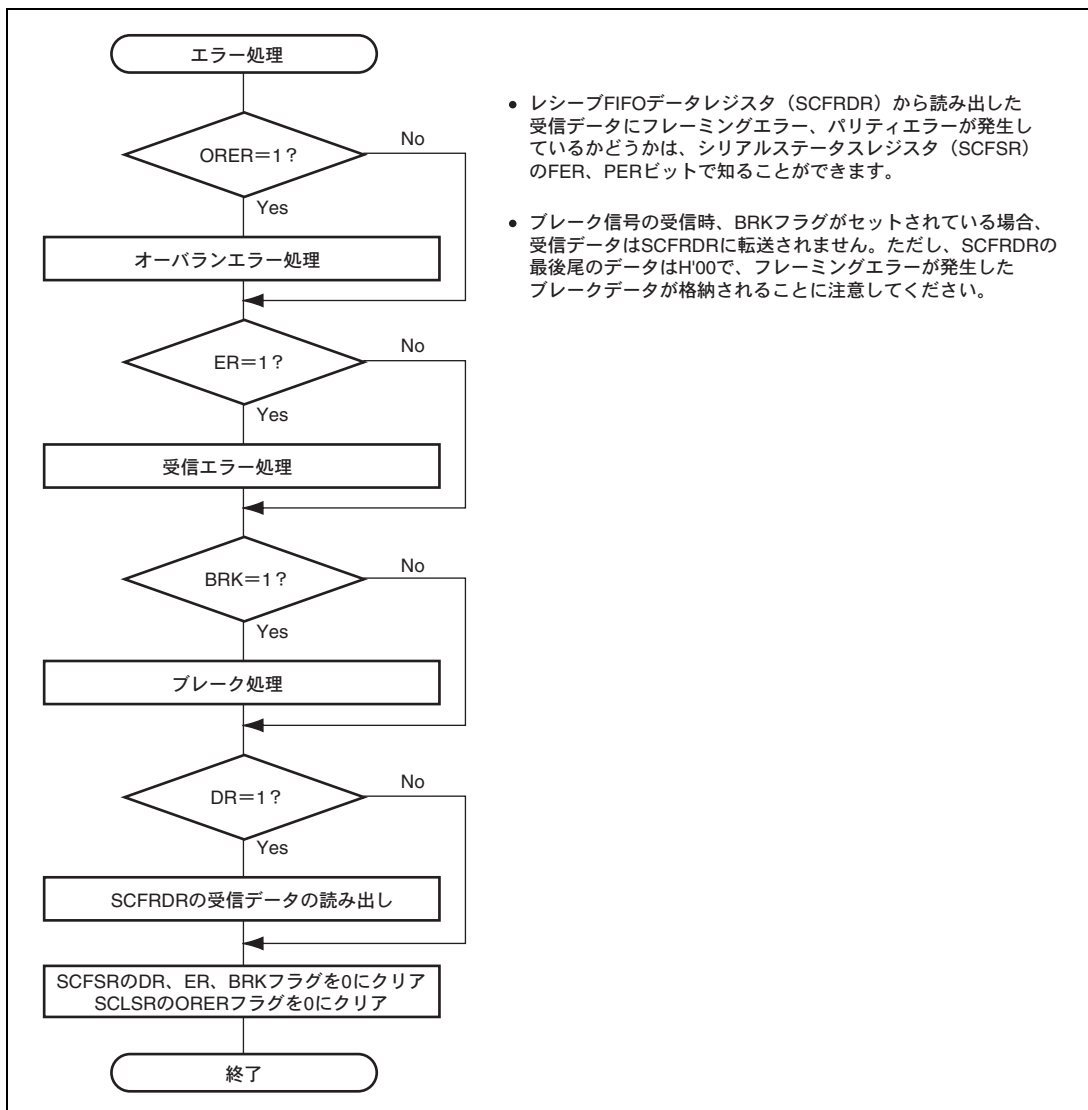 エラー処理
ORER＝1？
No
Yes
オーバランエラー処理
ER＝1？
No
Yes
受信エラー処理
BRK＝1？
No
Yes
ブレーク処理
DR＝1？
No
Yes
SCFRDRの受信データの読み出し
SCFSRのDR、ER、BRKフラグを0にクリア
SCLSRのORERフラグを0にクリア
終了
● レシーブFIFOデータレジスタ（SCFRDR）から読み出した
受信データにフレーミングエラー、パリティエラーが発生し
ているかどうかは、シリアルステータスレジスタ（SCFSR）
のFER、PERビットで知ることができます。
● ブレーク信号の受信時、BRKフラグがセットされている場合、
受信データはSCFRDRに転送されません。ただし、SCFRDRの
最後尾のデータはH'00で、フレーミングエラーが発生した
ブレークデータが格納されることに注意してください。